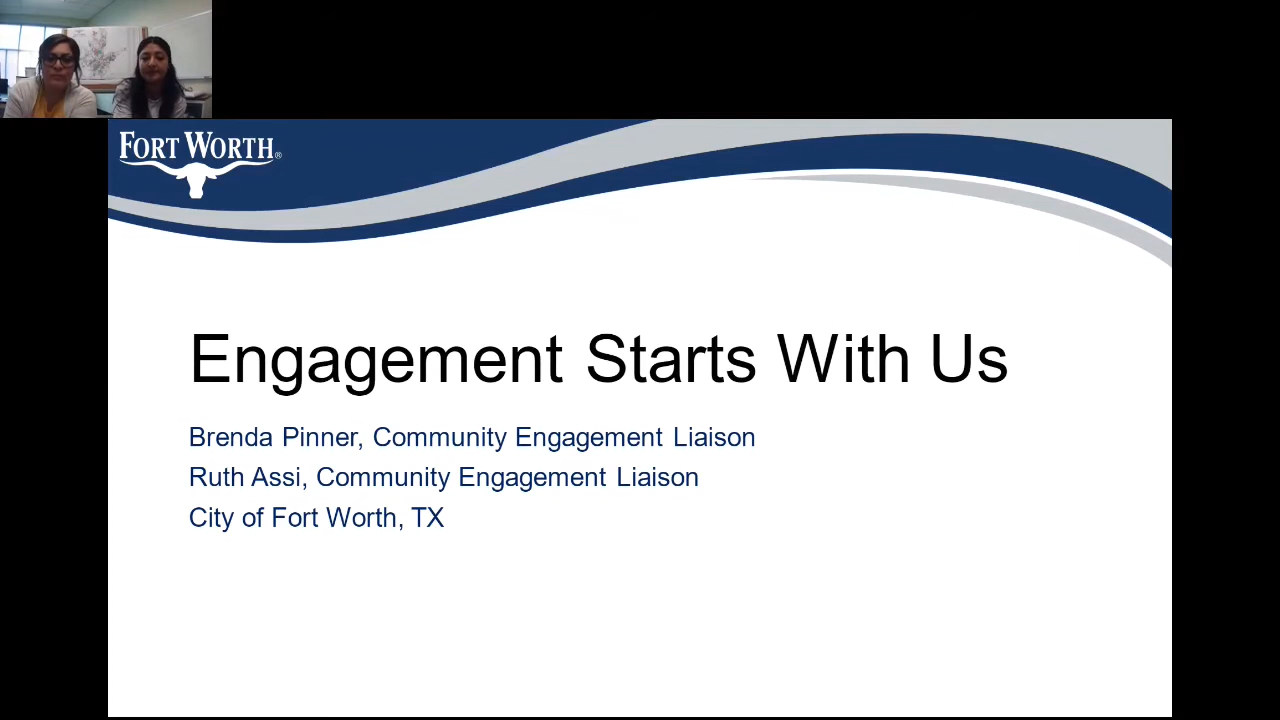 FORT WORTH®
Engagement Starts With Us
Brenda Pinner, Community Engagement Liaison
Ruth Assi, Community Engagement Liaison
City of Fort Worth, TX